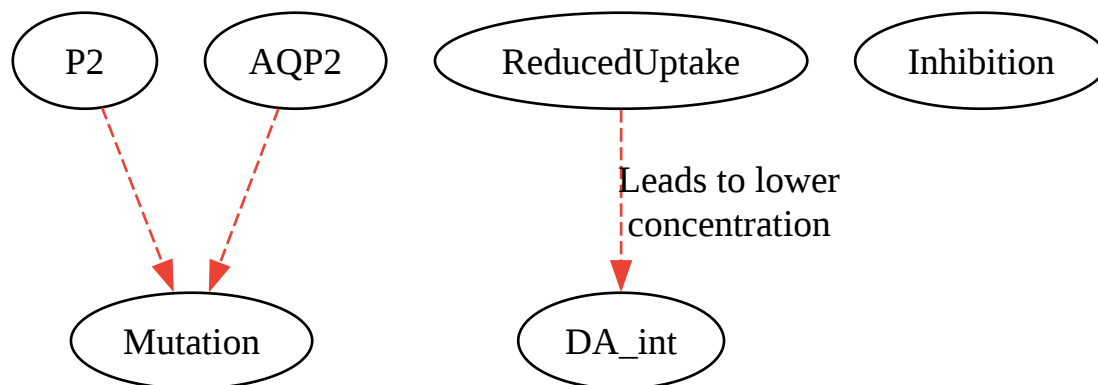 P2
AQP2
ReducedUptake
Inhibition
Leads to lower
concentration
Mutation
DA_int